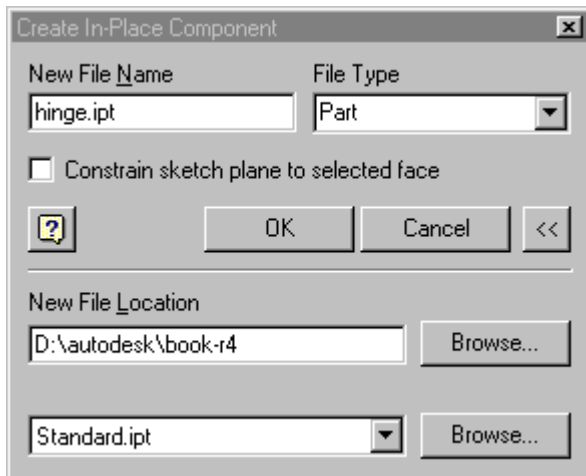 Create In-Place Component
New File Name File Type
hinge.ipt Part
Constrain sketch plane to selected face
? OK Cancel <<
New File Location
D:\autodesk\book-r4 Browse...
Standard.ipt Browse...